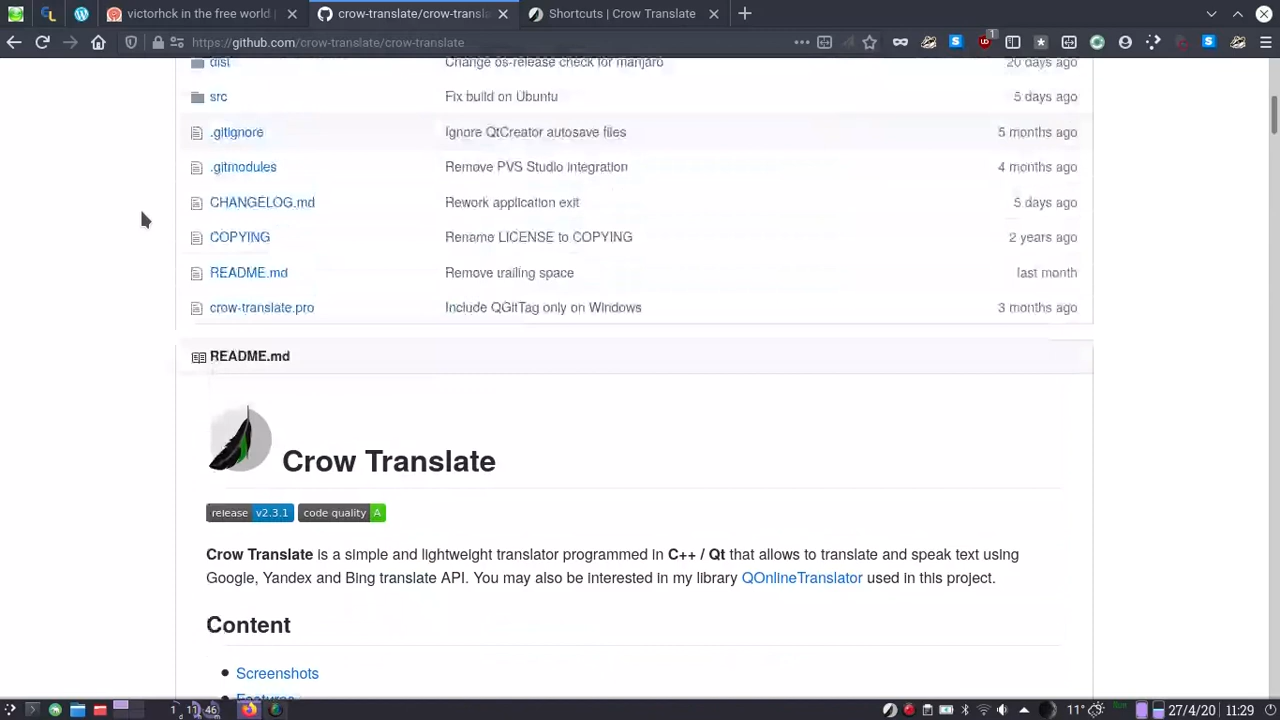 victorhck in the free world
crow-translate/crow-transla
Shortcuts | Crow Translate
https://github.com/crow-translate/crow-translate
1
dist Change os-release check for manjaro 20 days ago
src Fix build on Ubuntu 5 days ago
.gitignore Ignore QtCreator autosave files 5 months ago
.gitmodules Remove PVS Studio integration 4 months ago
CHANGELOG.md Rework application exit 5 days ago
COPYING Rename LICENSE to COPYING 2 years ago
README.md Remove trailing space last month
crow-translate.pro Include QGitTag only on Windows 3 months ago
README.md
Crow Translate
release v2.3.1 code quality A
Crow Translate is a simple and lightweight translator programmed in C++ / Qt that allows to translate and speak text using
Google, Yandex and Bing translate API. You may also be interested in my library QOnlineTranslator used in this project.
Content
Screenshots
Features
11° 27/4/20 11:29